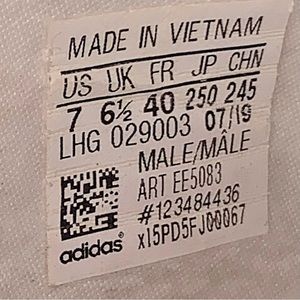 MADE IN VIETNAM
US UK FR JP CHN
7 6½ 40 250 245
LHG 029003 07/19
MALE/MÂLE
ART EE5083
#123484436
x15PD5FJ00067
adidas